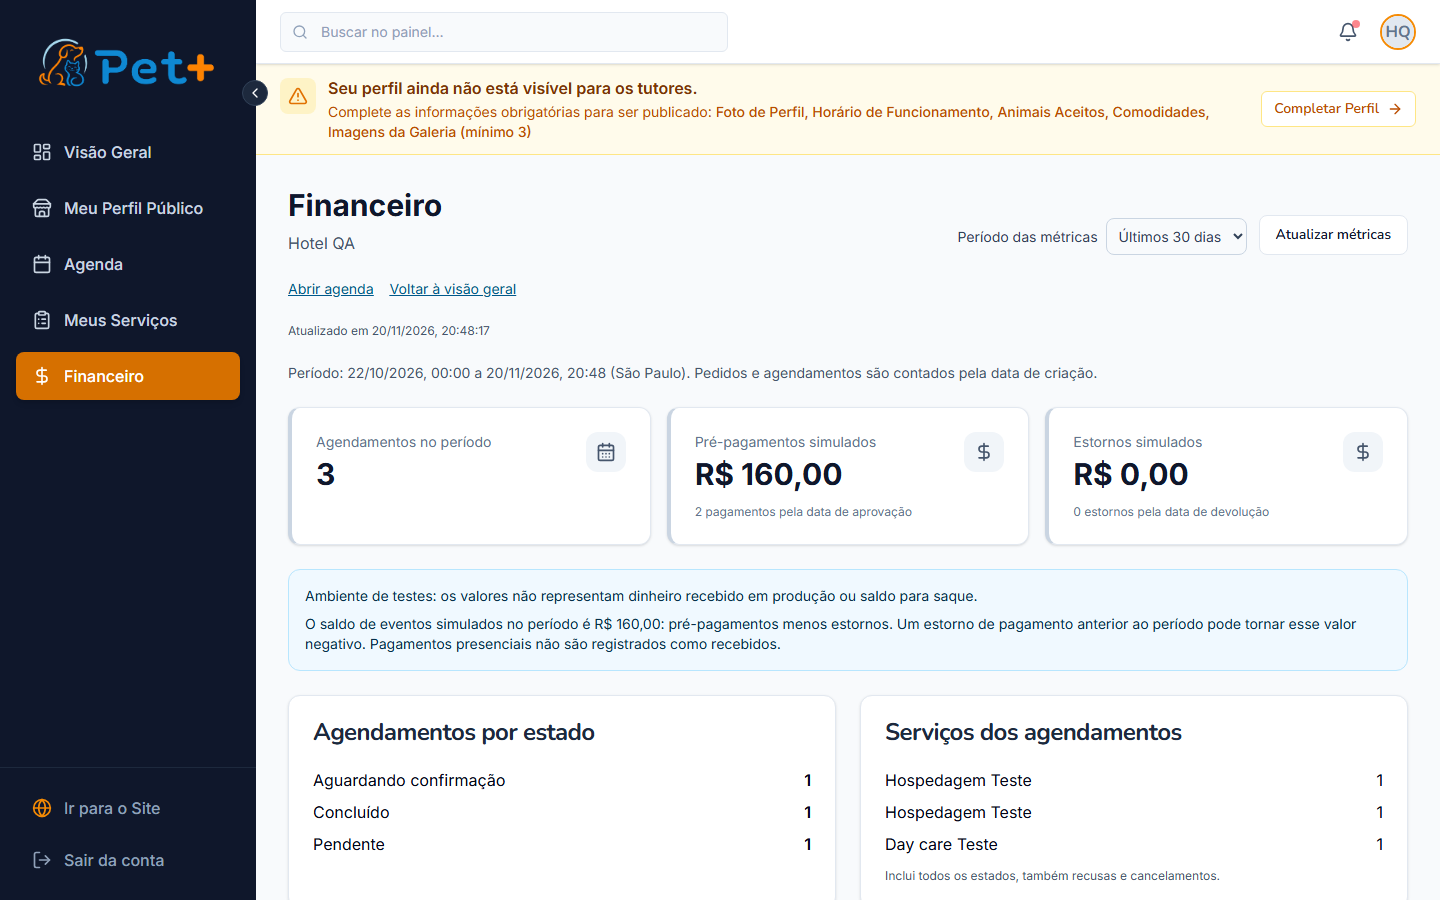 Pet+
Visão Geral
Meu Perfil Público
Agenda
Meus Serviços
Financeiro
Ir para o Site
Sair da conta
Buscar no painel...
HQ
Seu perfil ainda não está visível para os tutores.
Complete as informações obrigatórias para ser publicado: Foto de Perfil, Horário de Funcionamento, Animais Aceitos, Comodidades,
Imagens da Galeria (mínimo 3)
Completar Perfil
Financeiro
Hotel QA
Período das métricas
Últimos 30 dias
Atualizar métricas
Abrir agenda Voltar à visão geral
Atualizado em 20/11/2026, 20:48:17
Período: 22/10/2026, 00:00 a 20/11/2026, 20:48 (São Paulo). Pedidos e agendamentos são contados pela data de criação.
Agendamentos no período
3
Pré-pagamentos simulados
R$ 160,00
2 pagamentos pela data de aprovação
Estornos simulados
R$ 0,00
0 estornos pela data de devolução
Ambiente de testes: os valores não representam dinheiro recebido em produção ou saldo para saque.
O saldo de eventos simulados no período é R$ 160,00: pré-pagamentos menos estornos. Um estorno de pagamento anterior ao período pode tornar esse valor
negativo. Pagamentos presenciais não são registrados como recebidos.
Agendamentos por estado
Aguardando confirmação 1
Concluído 1
Pendente 1
Serviços dos agendamentos
Hospedagem Teste 1
Hospedagem Teste 1
Day care Teste 1
Inclui todos os estados, também recusas e cancelamentos.